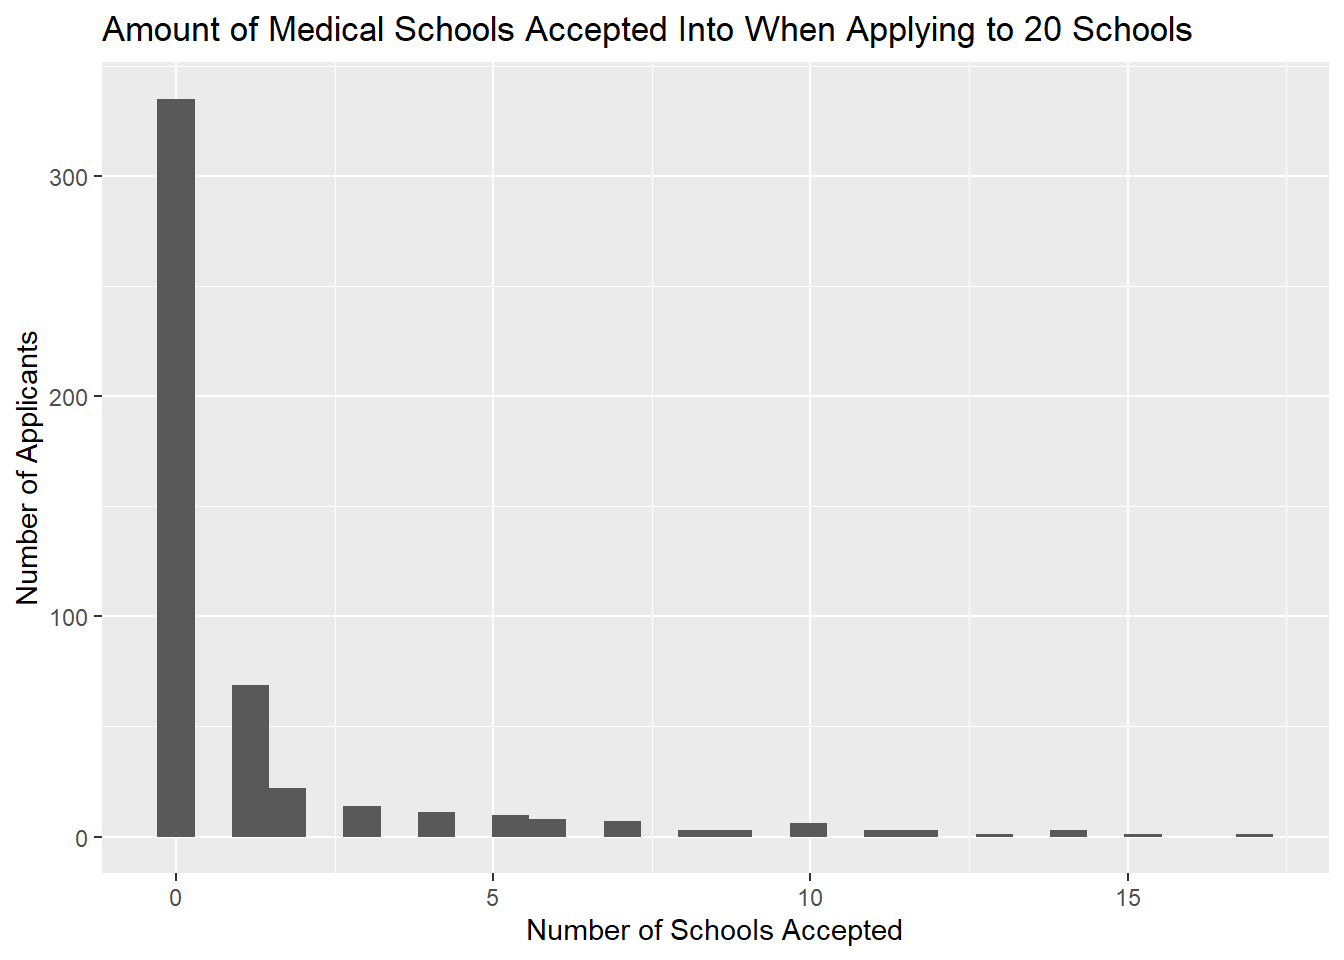 Amount of Medical Schools Accepted Into When Applying to 20 Schools
Number of Applicants
300
200
100
0
0 5 10 15
Number of Schools Accepted